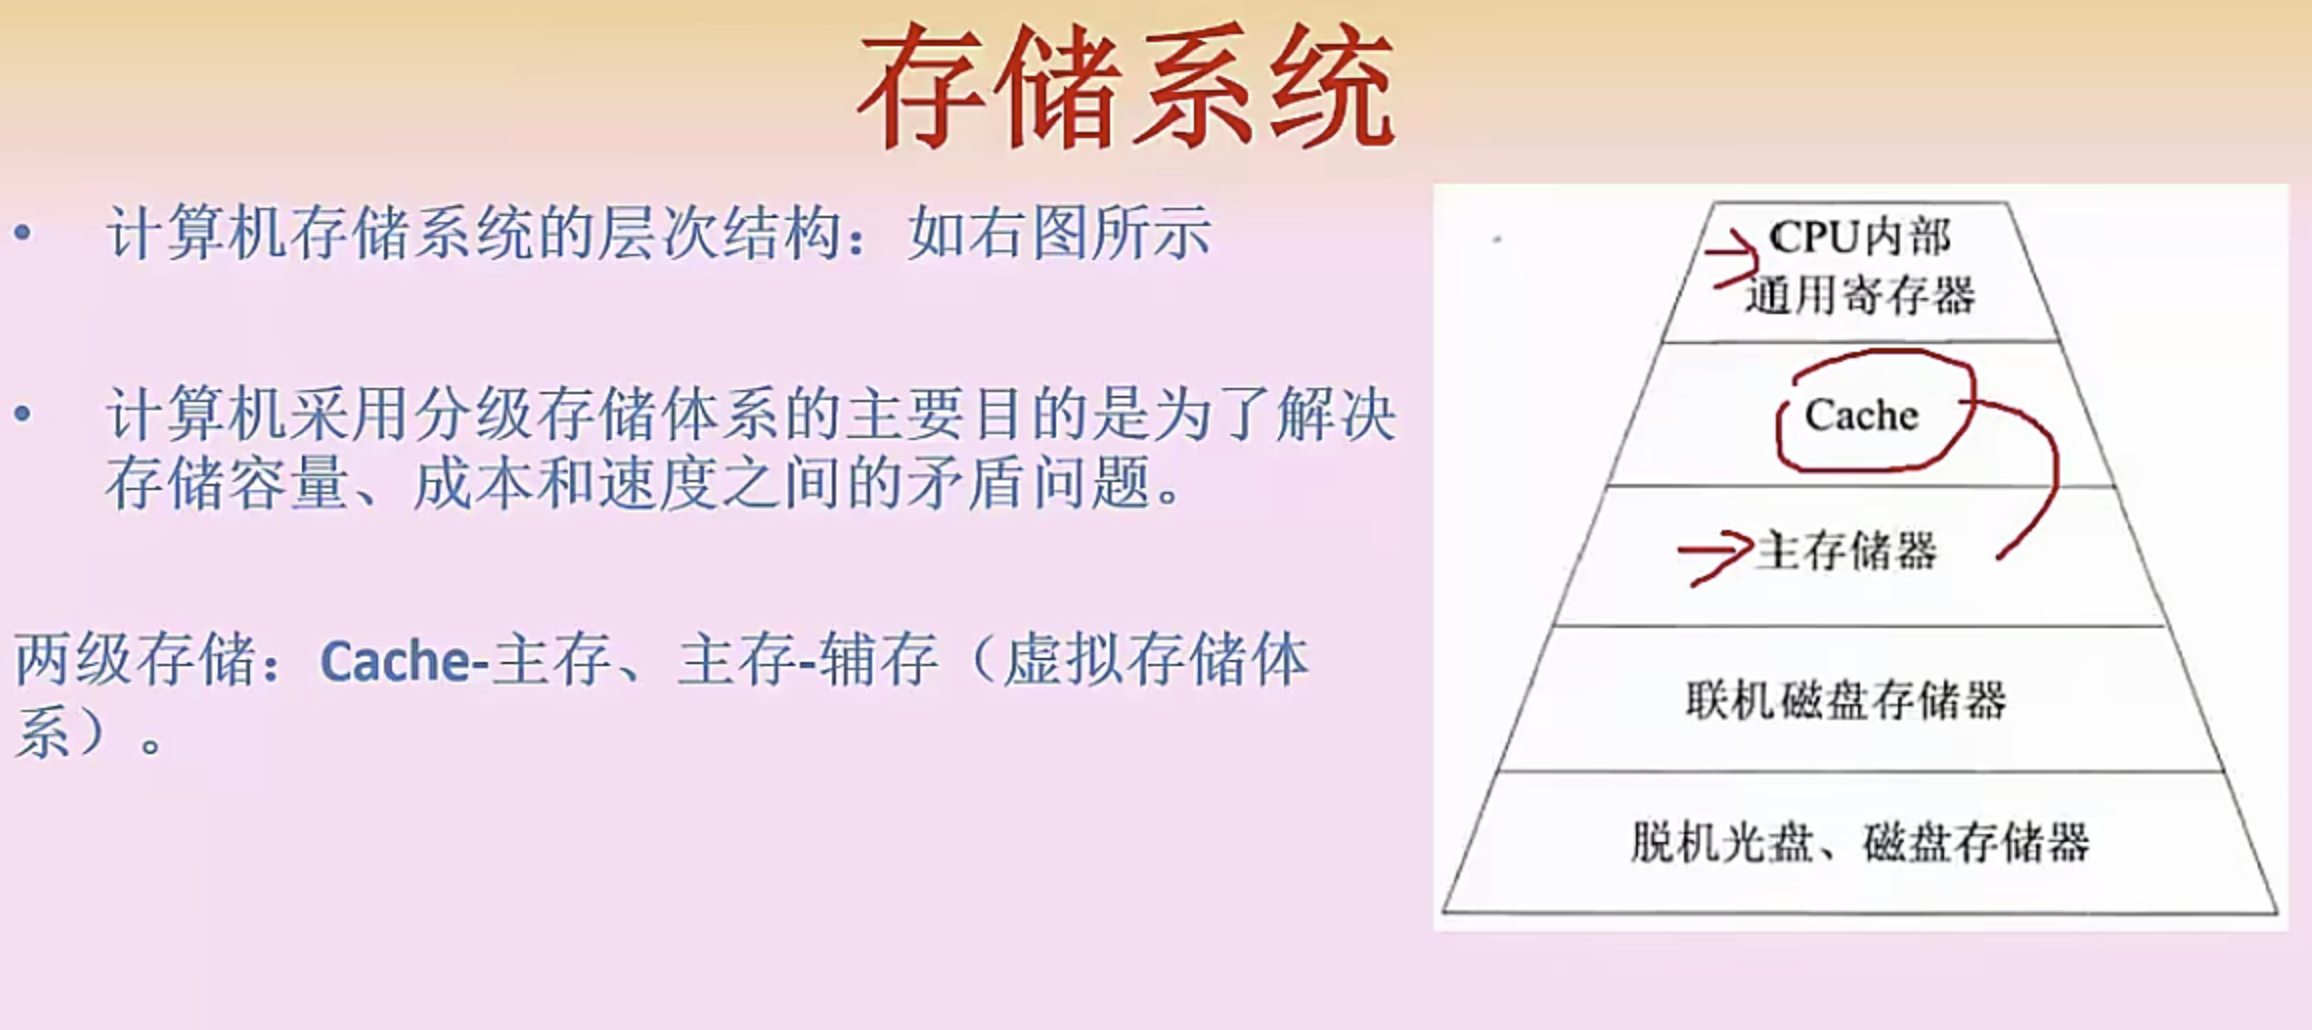 存储系统
计算机存储系统的层次结构：如右图所示
计算机采用分级存储体系的主要目的是为了解决
存储容量、成本和速度之间的矛盾问题。
两级存储：Cache-主存、主存-辅存（虚拟存储体
系）。
CPU内部
通用寄存器
Cache
主存储器
联机磁盘存储器
脱机光盘、磁盘存储器